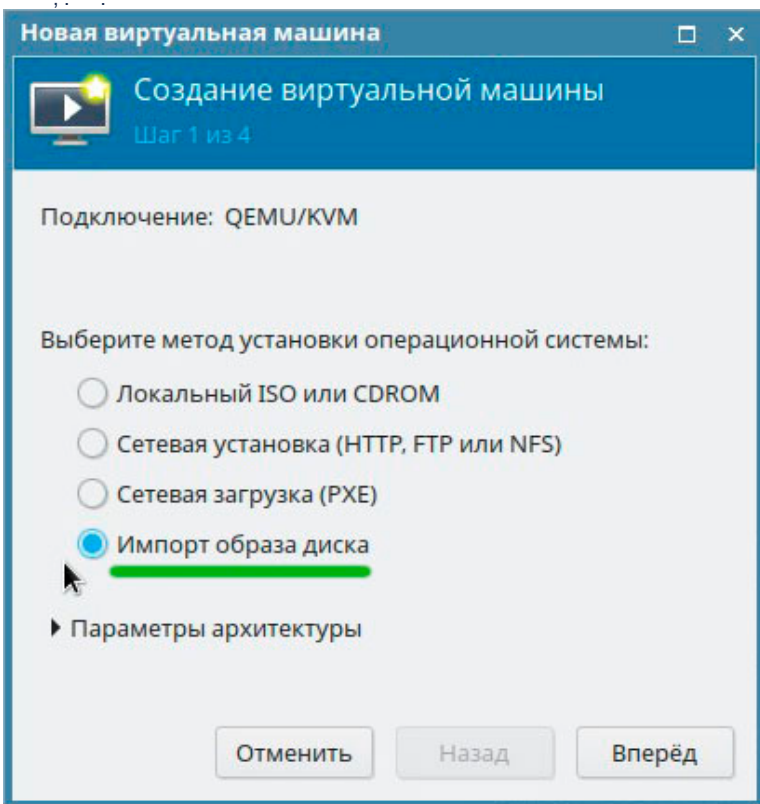 Новая виртуальная машина
Создание виртуальной машины
Шаг 1 из 4
Подключение: QEMU/KVM
Выберите метод установки операционной системы:
Локальный ISO или CDROM
Сетевая установка (HTTP, FTP или NFS)
Сетевая загрузка (PXE)
Импорт образа диска
Параметры архитектуры
Отменить
Назад
Вперёд